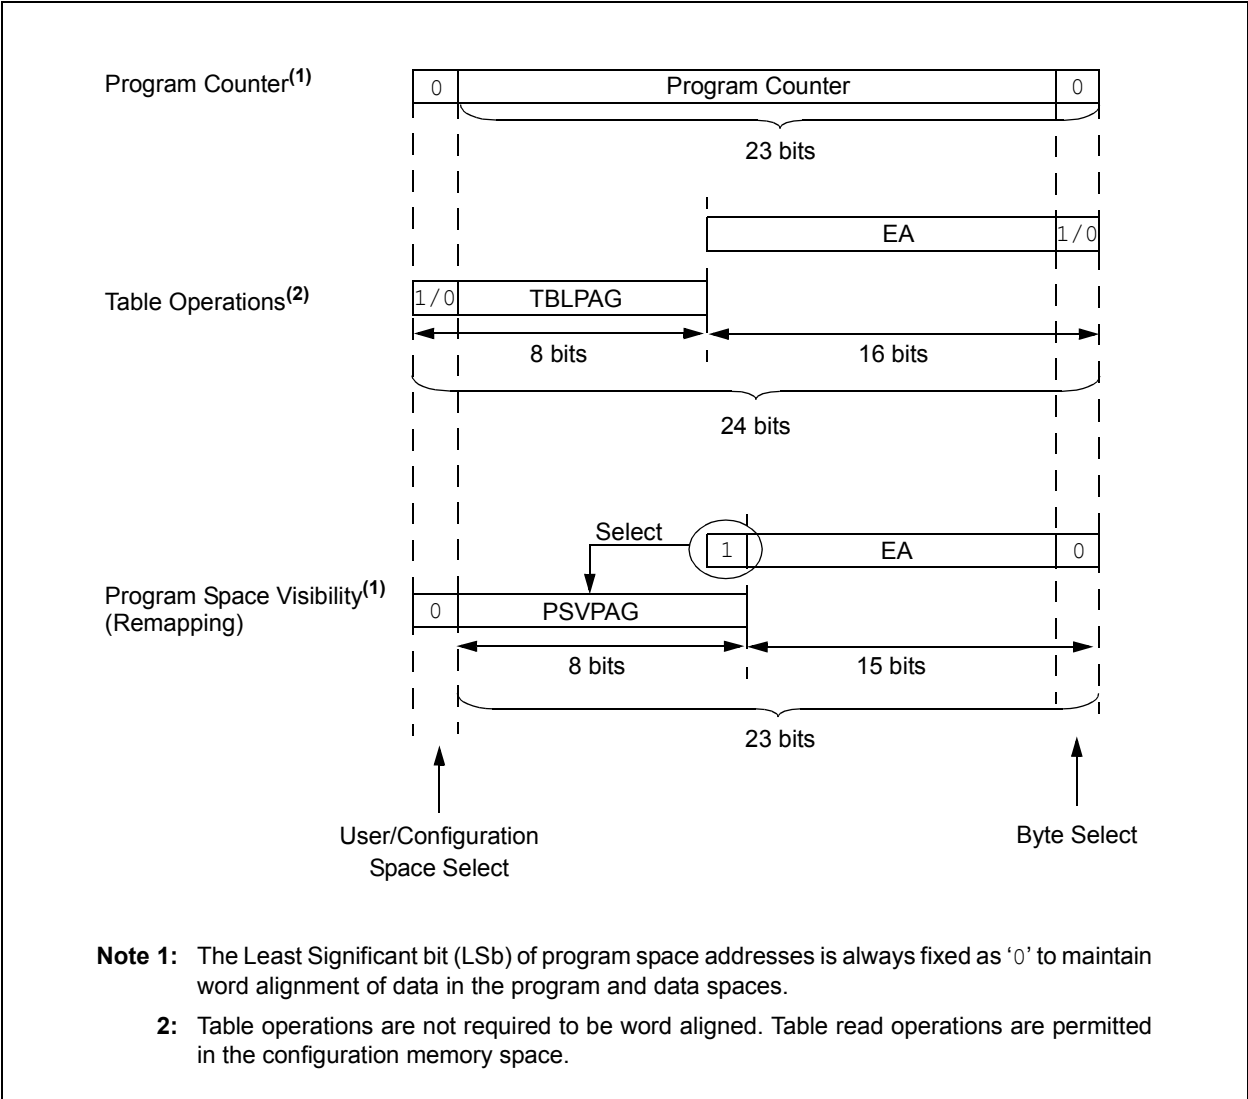 Program Counter(1)
0 Program Counter 0
23 bits
EA 1/0
Table Operations(2)
1/0 TBLPAG
8 bits 16 bits
24 bits
Select
1 EA 0
Program Space Visibility(1)
(Remapping)
0 PSVPAG
8 bits 15 bits
23 bits
User/Configuration
Space Select
Byte Select
Note 1: The Least Significant bit (LSb) of program space addresses is always fixed as ‘0’ to maintain
word alignment of data in the program and data spaces.
2: Table operations are not required to be word aligned. Table read operations are permitted
in the configuration memory space.